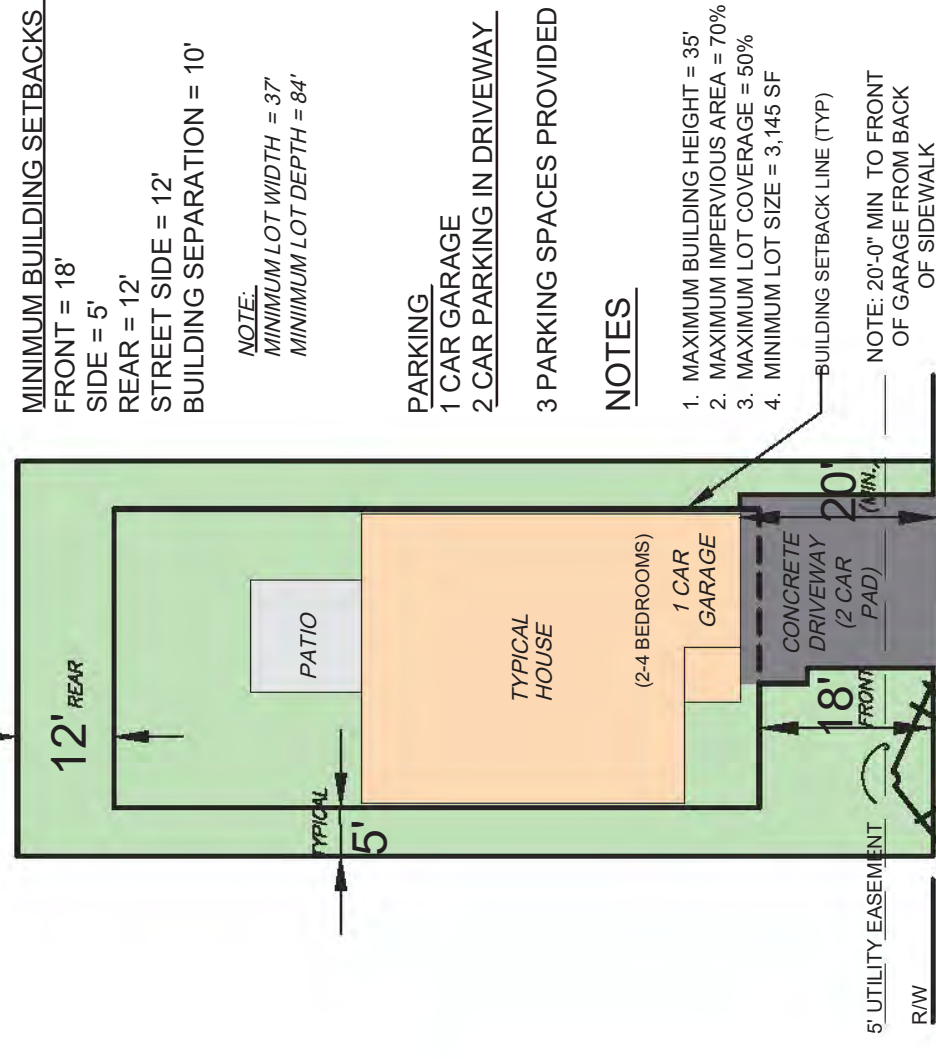 MINIMUM BUILDING SETBACKS
FRONT = 18'
SIDE = 5'
REAR = 12'
STREET SIDE = 12'
BUILDING SEPARATION = 10'
NOTE:
MINIMUM LOT WIDTH = 37'
MINIIMUM LOT DEPTH = 84'
PARKING
1 CAR GARAGE
2 CAR PARKING IN DRIVEWAY
3 PARKING SPACES PROVIDED
NOTES
1. MAXIMUM BUILDING HEIGHT = 35'
2. MAXIMUM IMPERVIOUS AREA = 70%
3. MAXIMUM LOT COVERAGE = 50%
4. MINIMUM LOT SIZE = 3,145 SF
BUILDING SETBACK LINE (TYP)
NOTE: 20'-0" MIN TO FRONT
OF GARAGE FROM BACK
OF SIDEWALK
12' REAR
TYPICAL
5'
PATIO
TYPICAL
HOUSE
(2-4 BEDROOMS)
1 CAR
GARAGE
CONCRETE
DRIVEWAY
(2 CAR
PAD)
20'
(MIN.)
18'
FRONT
5' UTILITY EASEMENT
R/W